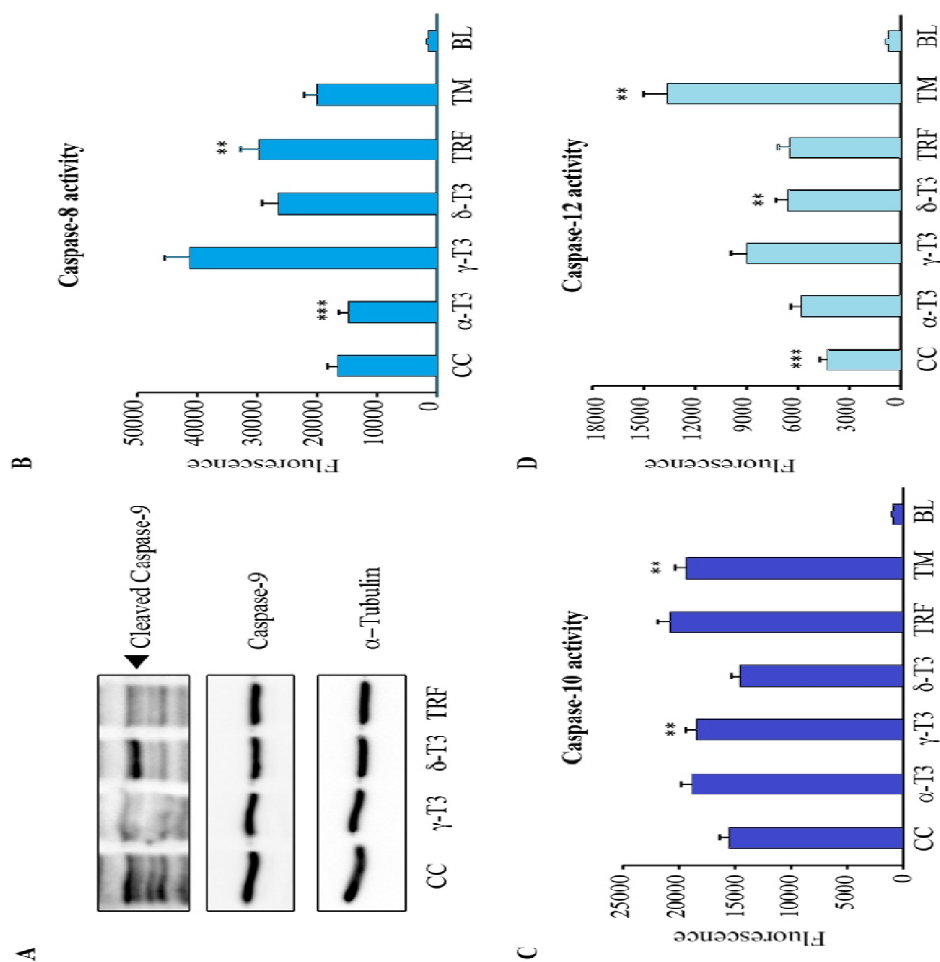 A
Cleaved Caspase-9
Caspase-9
α–Tubulin
CC γ-T3 δ-T3 TRF
B
Caspase-8 activity
Fluorescence
50000
40000
30000
20000
10000
0
***
**
CC α-T3 γ-T3 δ-T3 TRF TM BL
C
Caspase-10 activity
Fluorescence
25000
20000
15000
10000
5000
0
**
**
CC α-T3 γ-T3 δ-T3 TRF TM BL
D
Caspase-12 activity
Fluorescence
18000
15000
12000
9000
6000
3000
0
***
**
**
CC α-T3 γ-T3 δ-T3 TRF TM BL